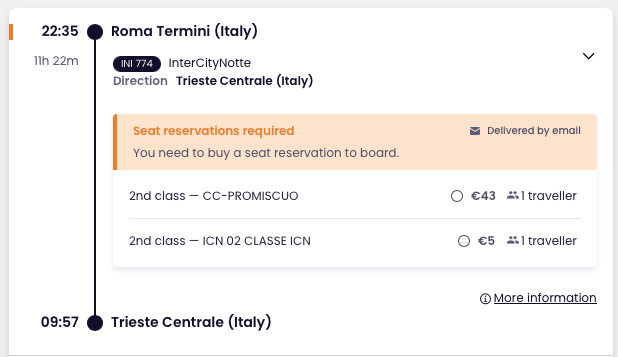 22:35 Roma Termini (Italy)
11h 22m
INI 774 InterCityNotte
Direction Trieste Centrale (Italy)
Seat reservations required Delivered by email
You need to buy a seat reservation to board.
2nd class — CC-PROMISCUO €43 1 traveller
2nd class — ICN 02 CLASSE ICN €5 1 traveller
More information
09:57 Trieste Centrale (Italy)